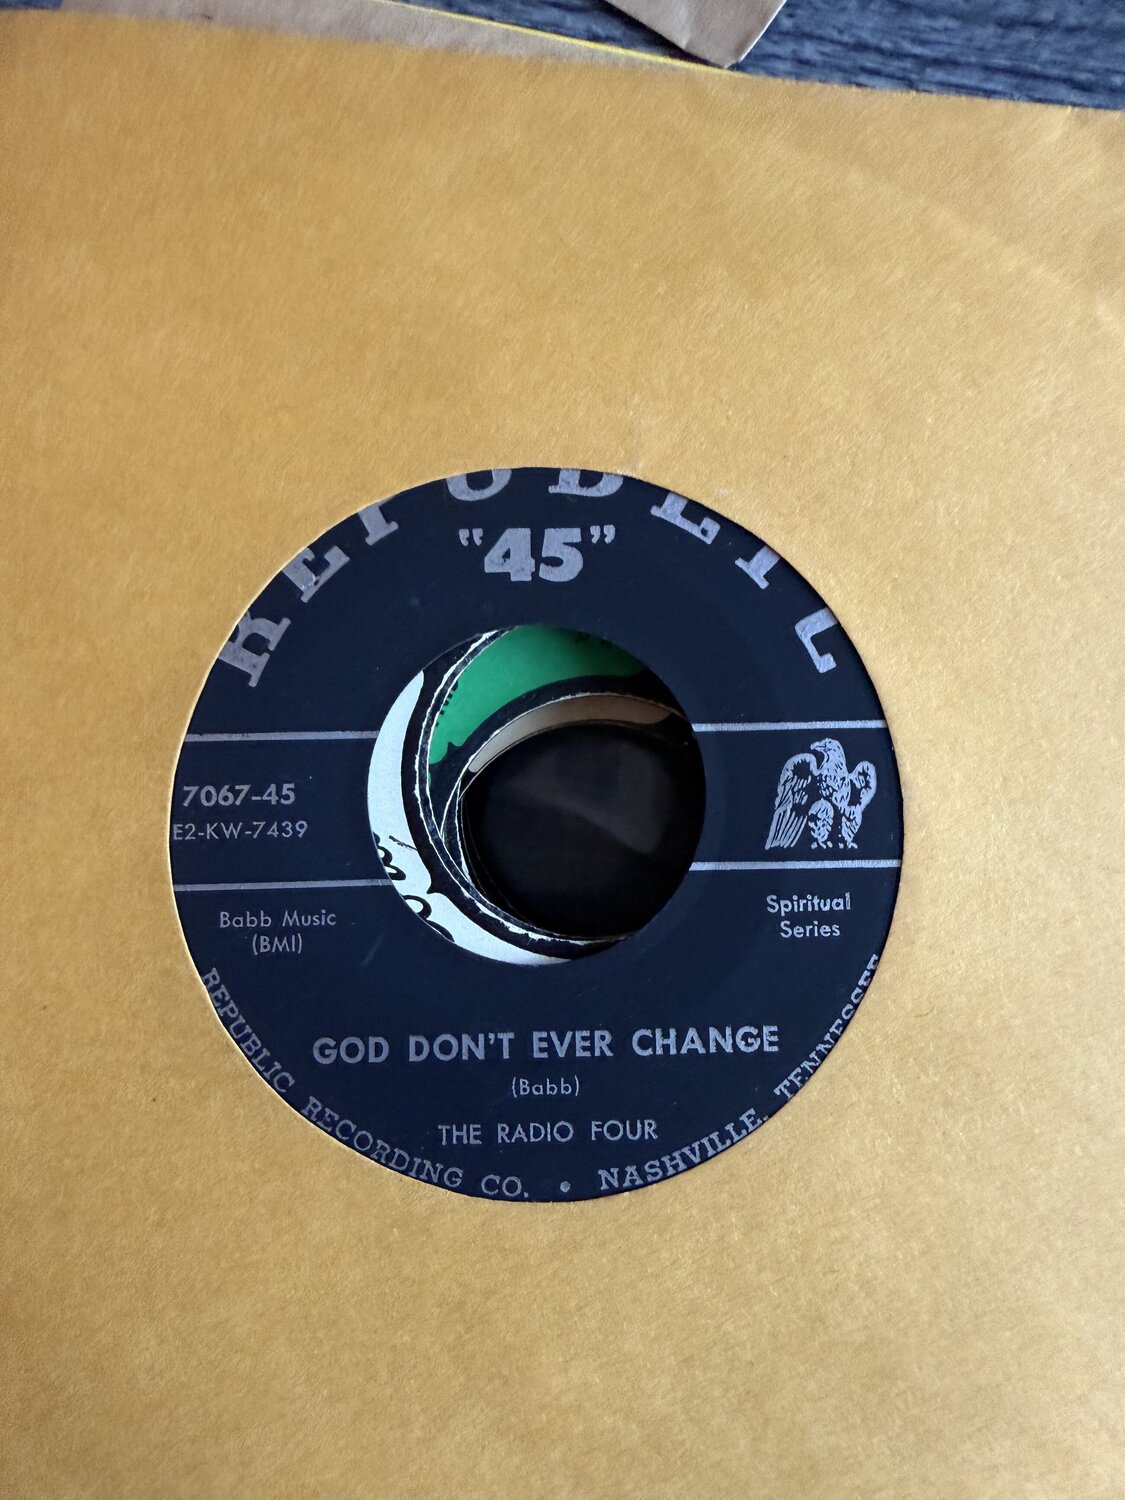 REPUBLIC
"45"
7067-45
E2-KW-7439
Babb Music
(BMI)
Spiritual
Series
GOD DON'T EVER CHANGE
(Babb)
THE RADIO FOUR
REPUBLIC RECORDING CO. • NASHVILLE, TENNESSEE